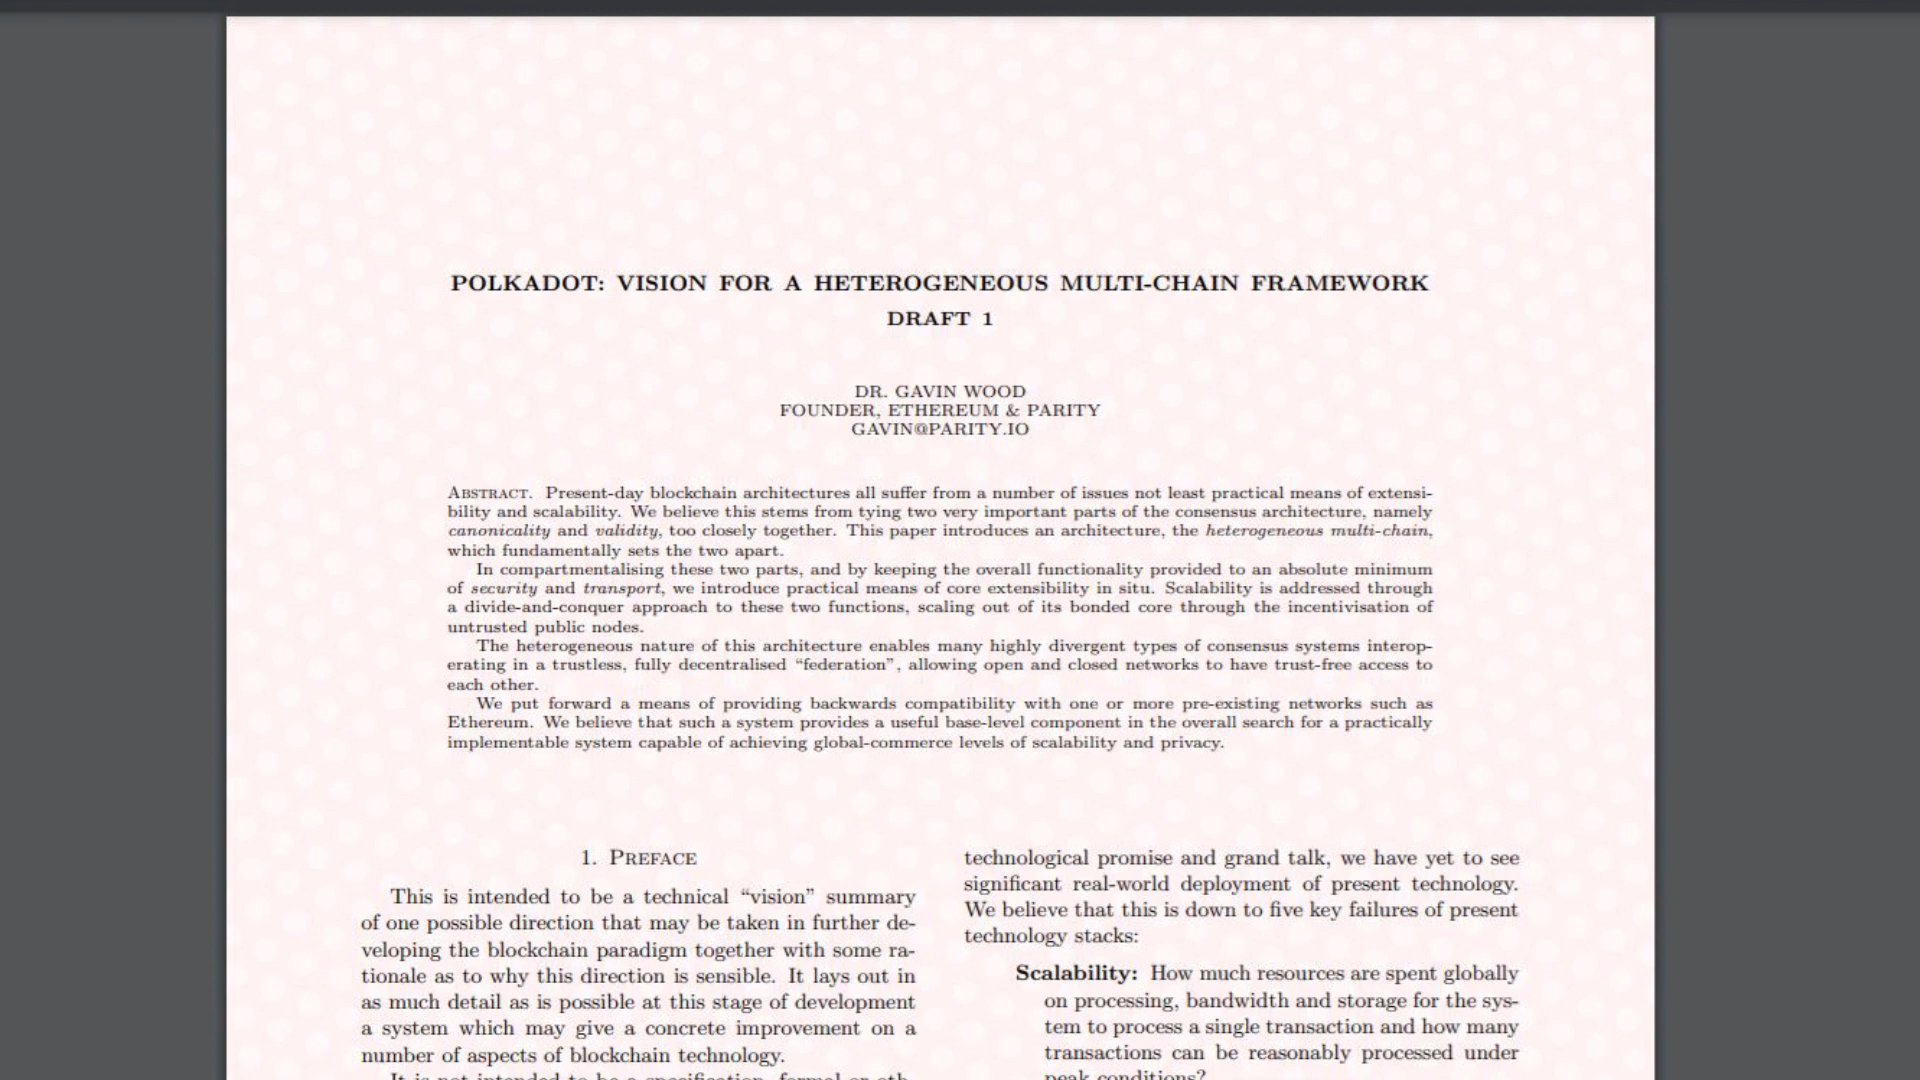 POLKADOT: VISION FOR A HETEROGENEOUS MULTI-CHAIN FRAMEWORK
DRAFT 1
DR. GAVIN WOOD
FOUNDER, ETHEREUM & PARITY
GAVIN@PARITY.IO
ABSTRACT. Present-day blockchain architectures all suffer from a number of issues not least practical means of extensi-
bility and scalability. We believe this stems from tying two very important parts of the consensus architecture, namely
canonicality and validity, too closely together. This paper introduces an architecture, the heterogeneous multi-chain,
which fundamentally sets the two apart.
In compartmentalising these two parts, and by keeping the overall functionality provided to an absolute minimum
of security and transport, we introduce practical means of core extensibility in situ. Scalability is addressed through
a divide-and-conquer approach to these two functions, scaling out of its bonded core through the incentivisation of
untrusted public nodes.
The heterogeneous nature of this architecture enables many highly divergent types of consensus systems interop-
erating in a trustless, fully decentralised “federation”, allowing open and closed networks to have trust-free access to
each other.
We put forward a means of providing backwards compatibility with one or more pre-existing networks such as
Ethereum. We believe that such a system provides a useful base-level component in the overall search for a practically
implementable system capable of achieving global-commerce levels of scalability and privacy.
1. PREFACE
This is intended to be a technical “vision” summary
of one possible direction that may be taken in further de-
veloping the blockchain paradigm together with some ra-
tionale as to why this direction is sensible. It lays out in
as much detail as is possible at this stage of development
a system which may give a concrete improvement on a
number of aspects of blockchain technology.
It is not intended to be a specification, formal or oth-
technological promise and grand talk, we have yet to see
significant real-world deployment of present technology.
We believe that this is down to five key failures of present
technology stacks:
Scalability: How much resources are spent globally
on processing, bandwidth and storage for the sys-
tem to process a single transaction and how many
transactions can be reasonably processed under
peak conditions?